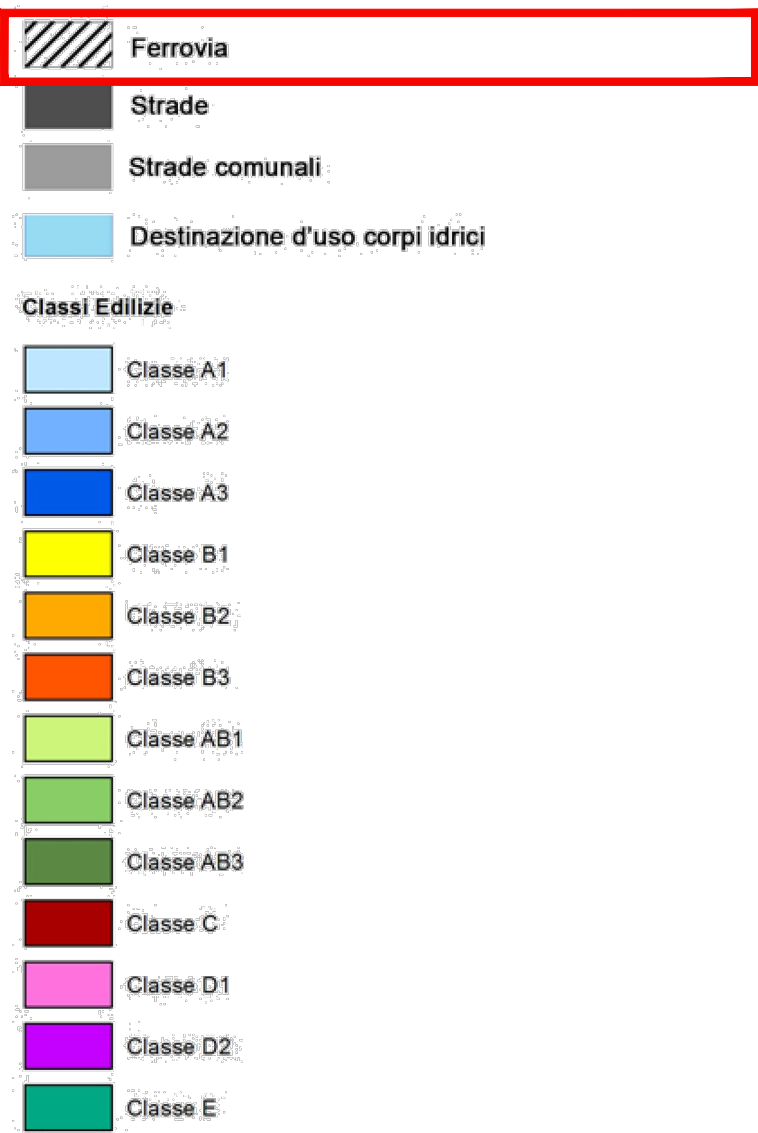 Ferrovia
Strade
Strade comunali
Destinazione d'uso corpi idrici
Classi Edilizie
Classe A1
Classe A2
Classe A3
Classe B1
Classe B2
Classe B3
Classe AB1
Classe AB2
Classe AB3
Classe C
Classe D1
Classe D2
Classe E